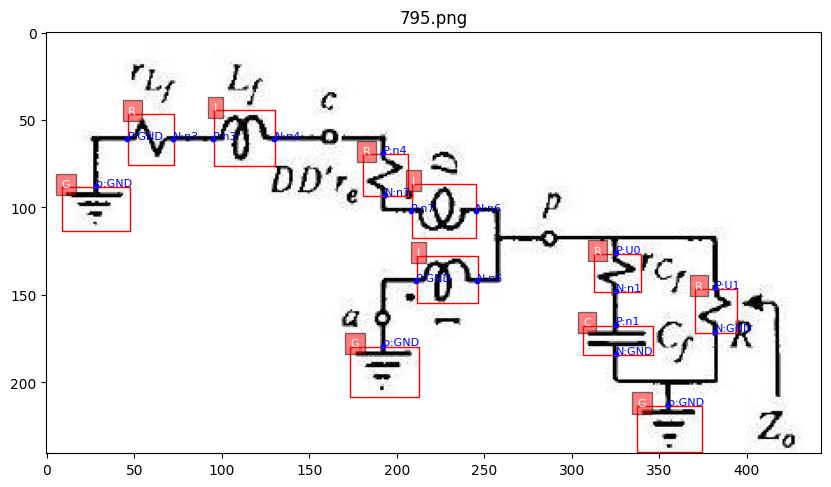 795.png
0
50
100
150
200
0
50
100
150
200
250
300
350
400
r_{L_f}
L_f
c
R
P:GND
N:n3
L
P:n3
N:n4
G
o:GND
R
P:n4
N:n7
DD'r_e
D
L
P:n7
N:n6
p
L
P:GND
N:n6
1
a
G
o:GND
R
P:U0
N:n1
r_{C_f}
C
P:n1
N:GND
C_f
R
P:U1
N:GND
R
G
o:GND
Z_o